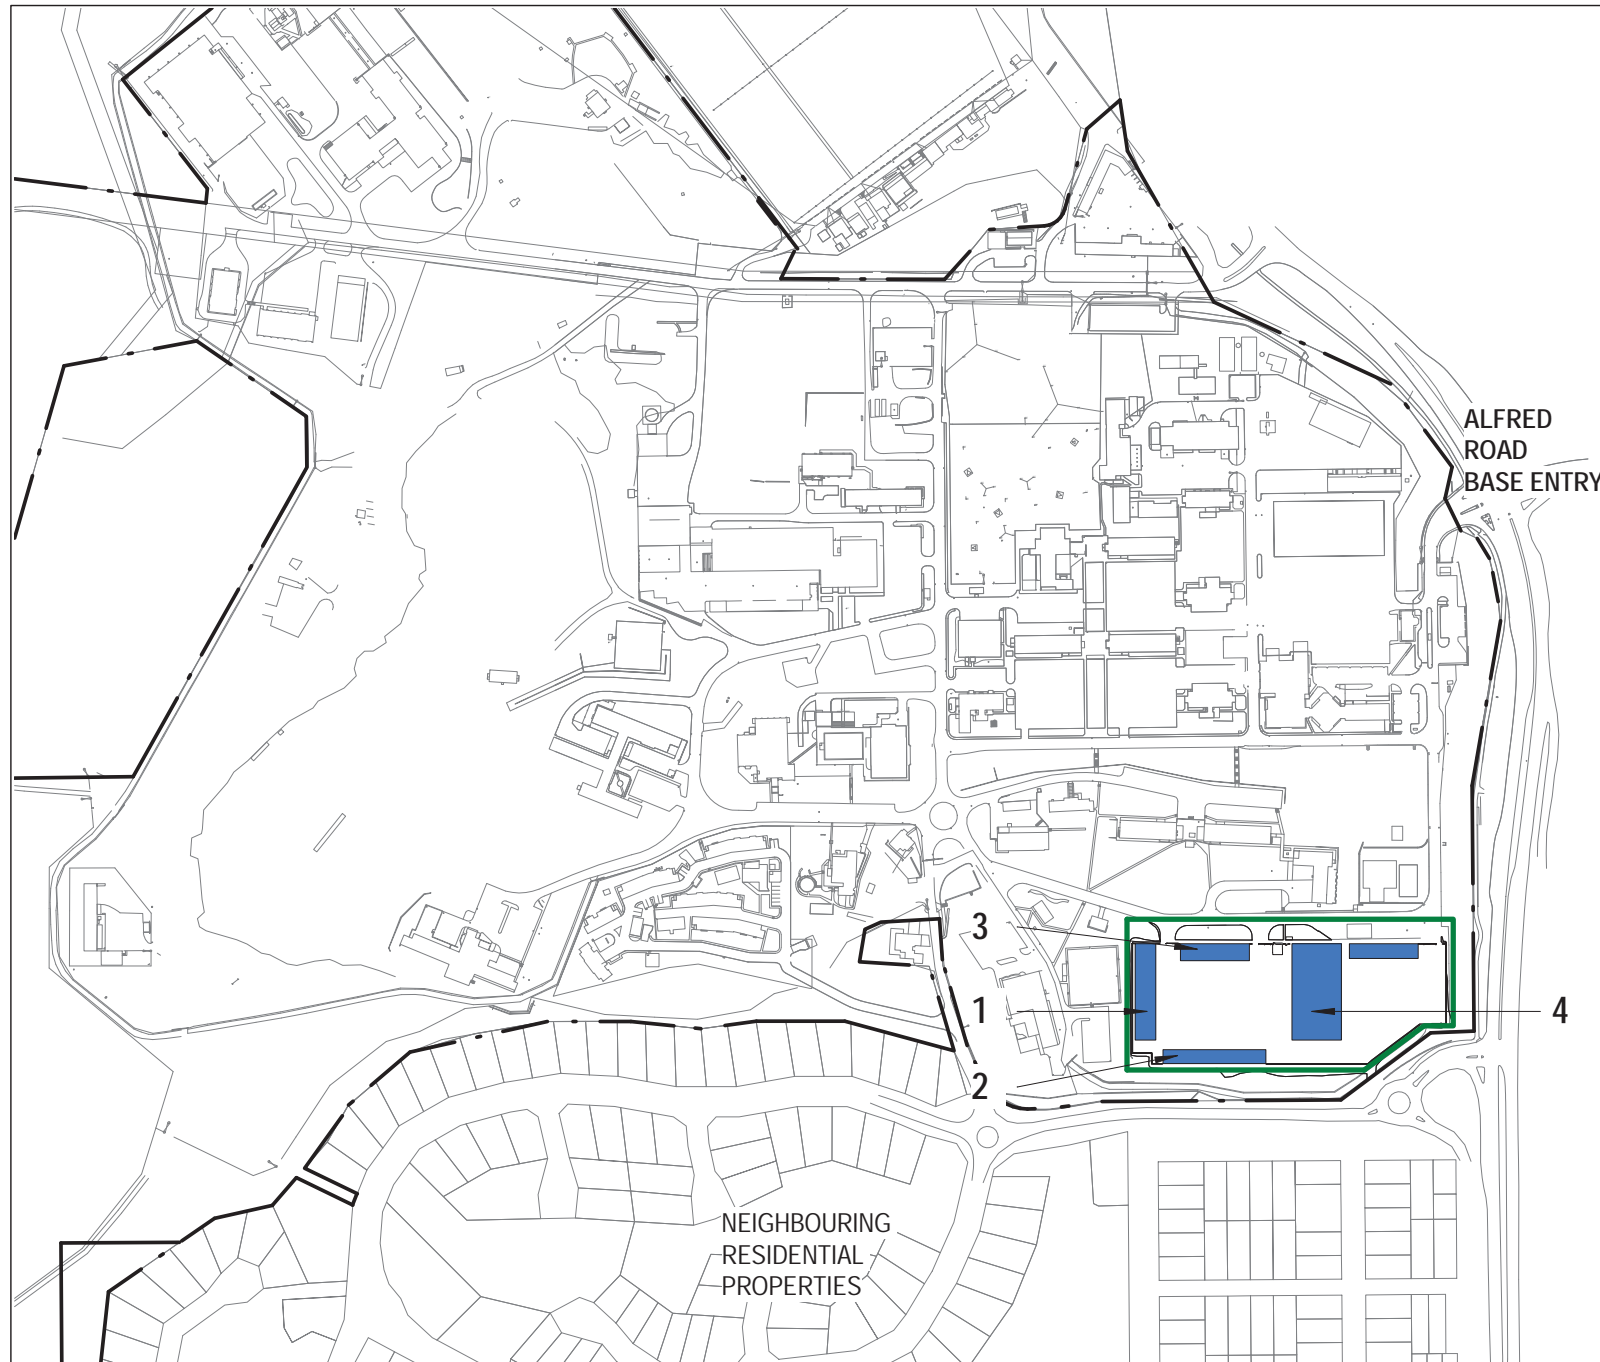 ALFRED
ROAD
BASE ENTRY
3
1
4
2
NEIGHBOURING
RESIDENTIAL
PROPERTIES